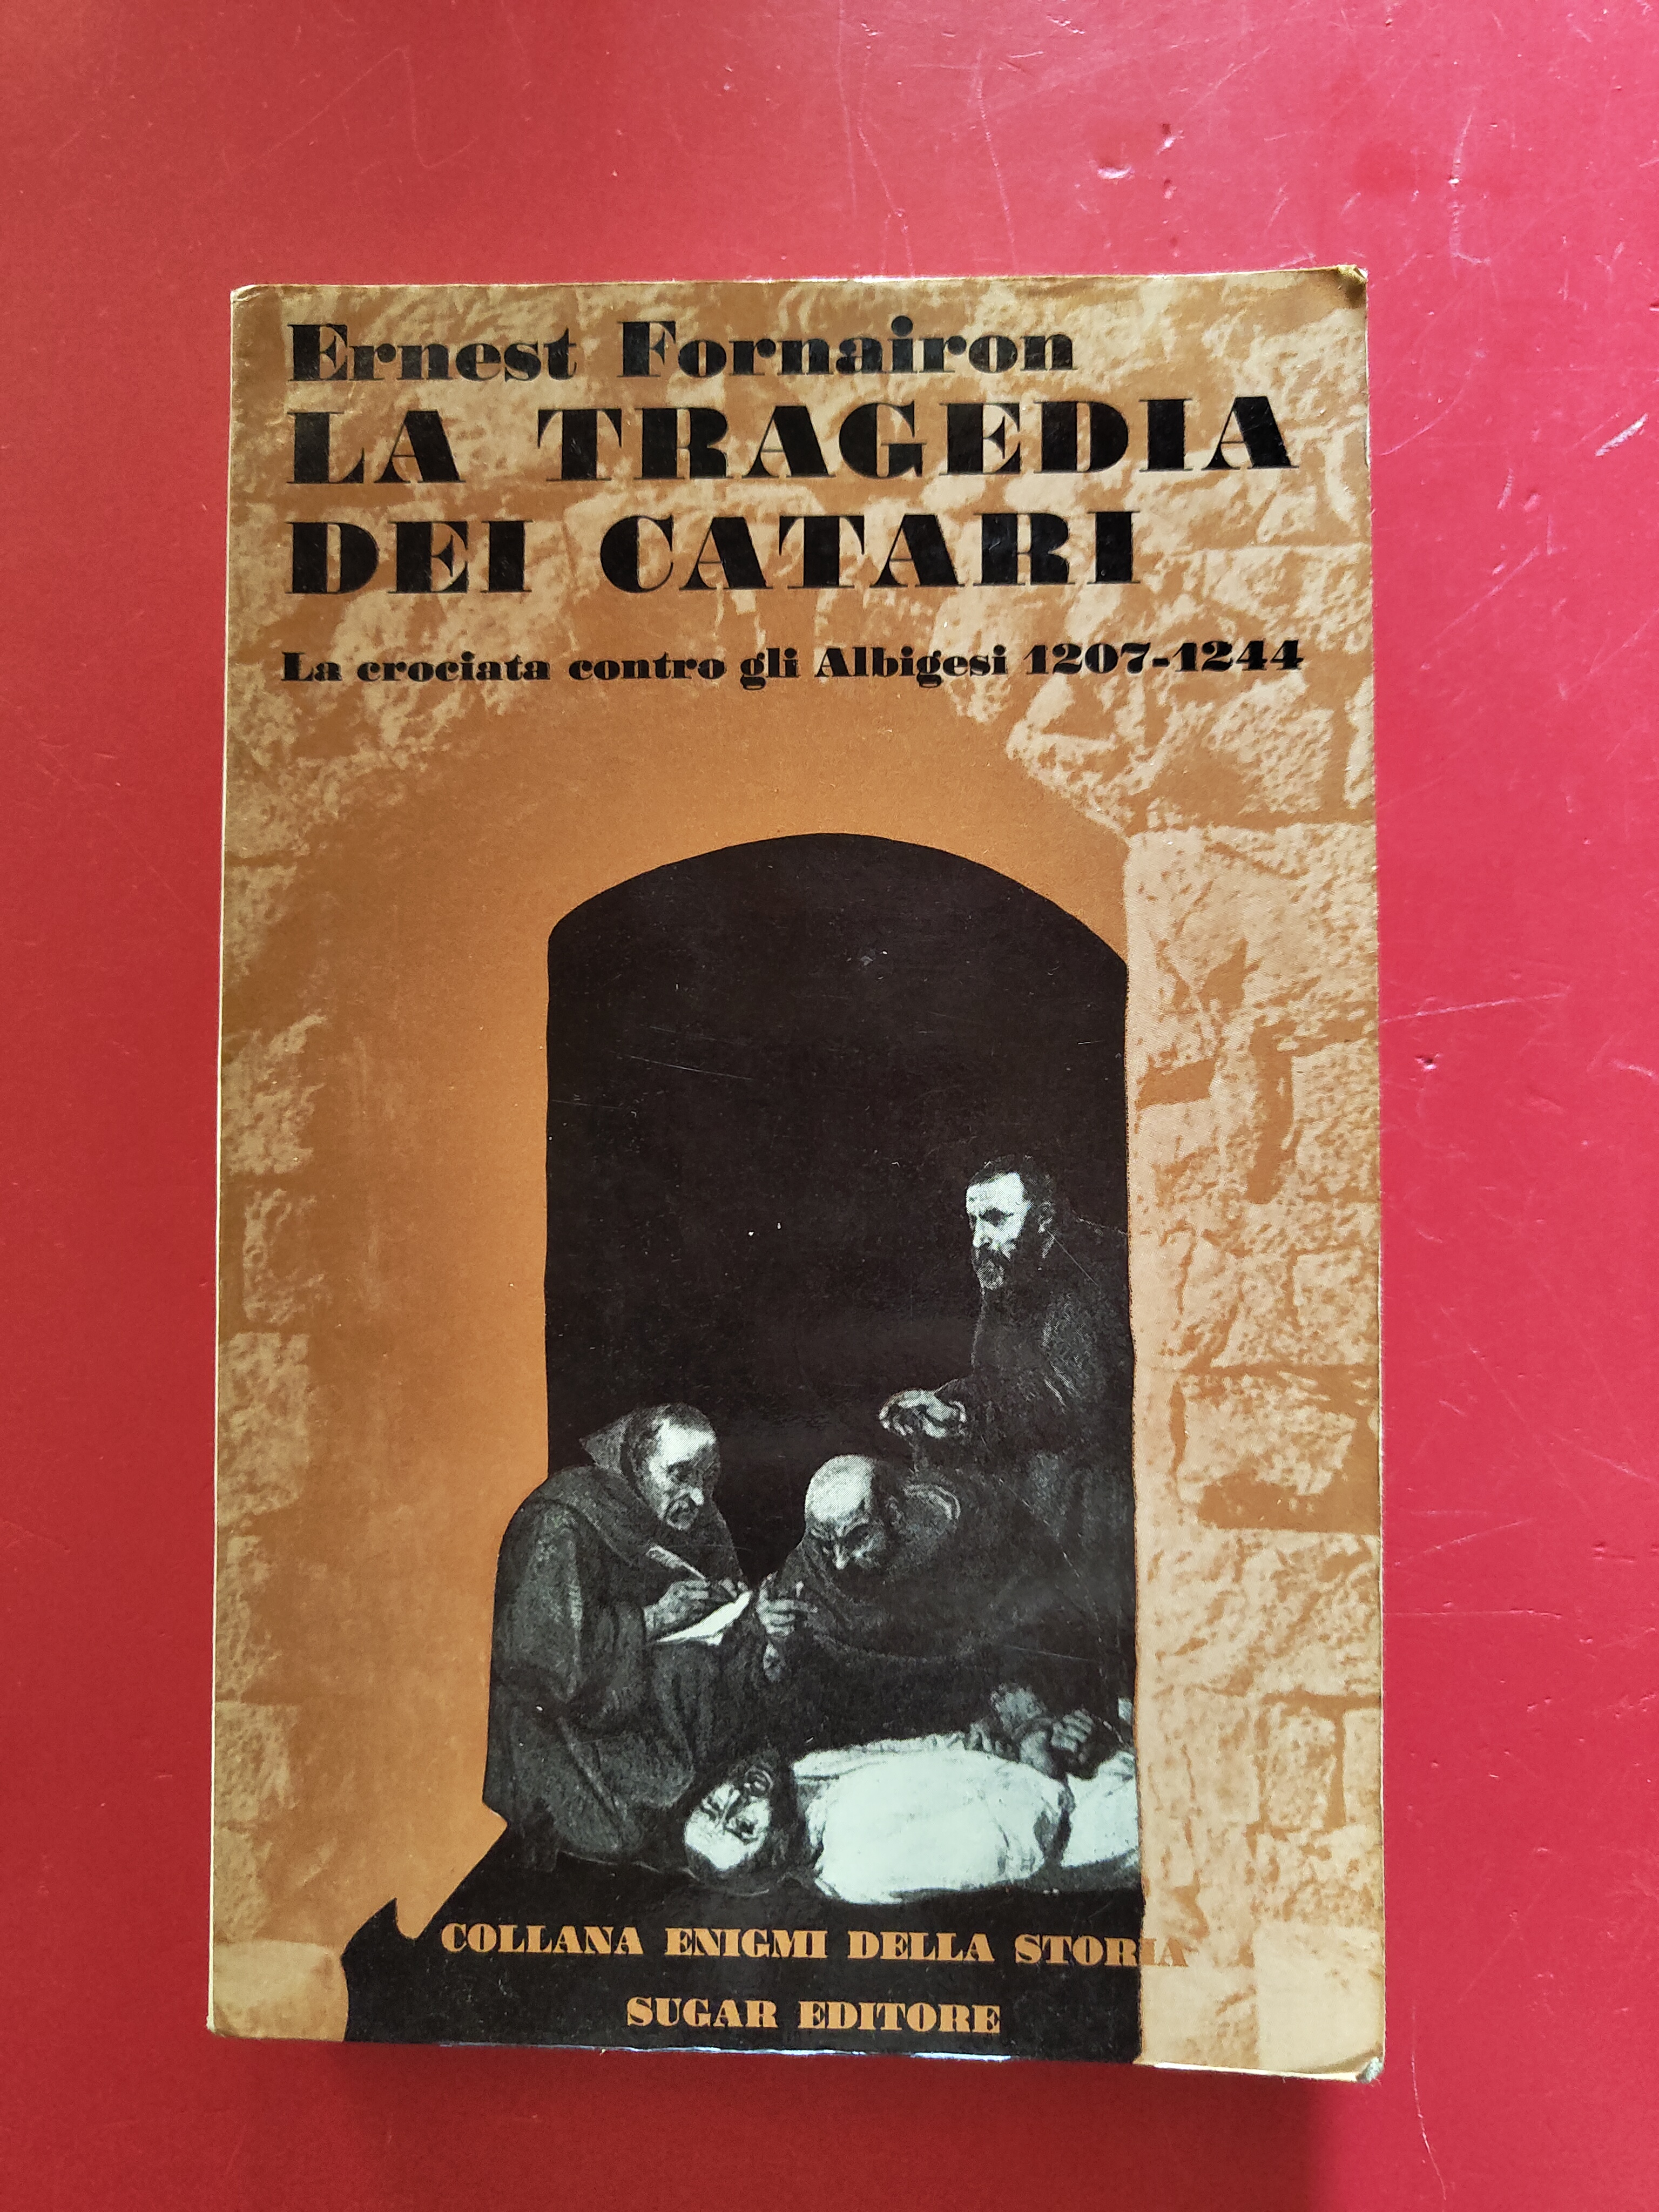 Ernest Fornairon
LA TRAGEDIA
DEI CATARI
La crociata contro gli Albigesi 1207-1244
COLLANA ENIGMI DELLA STORIA
SUGAR EDITORE